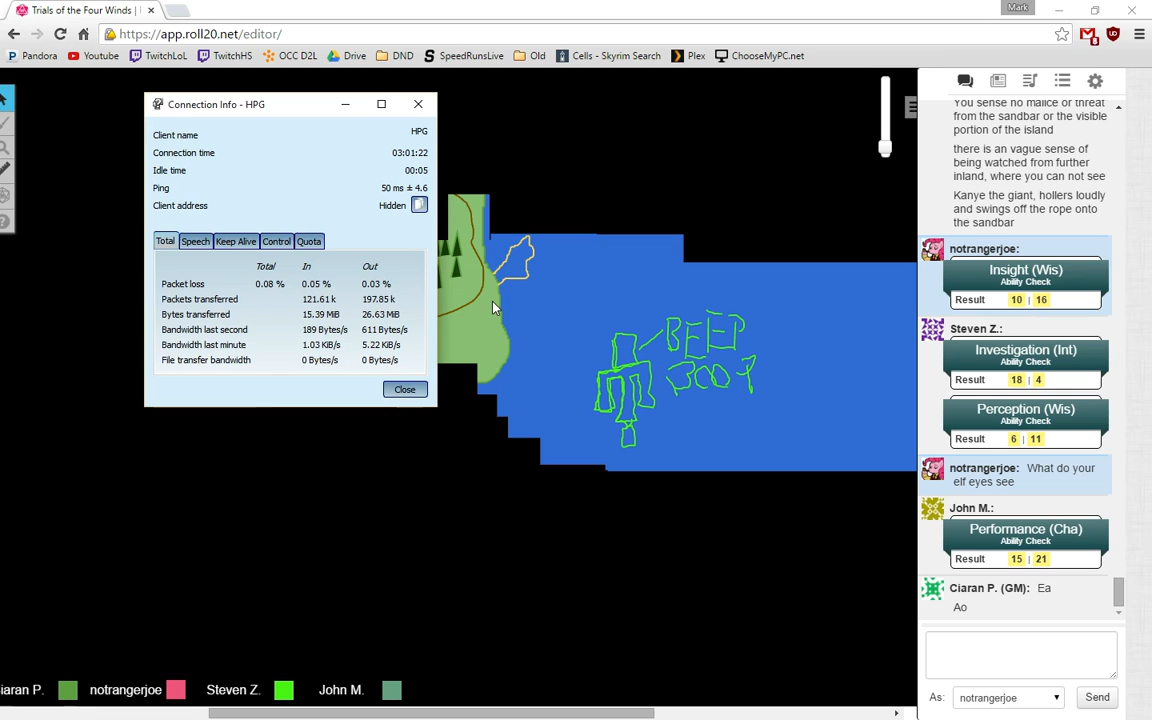 Trials of the Four Winds |
Mark
https://app.roll20.net/editor/
Pandora Youtube TwitchLoL TwitchHS OCC D2L Drive DND SpeedRunsLive Old Cells - Skyrim Search Plex ChooseMyPC.net
Connection Info - HPG
Client name HPG
Connection time 03:01:22
Idle time 00:05
Ping 50 ms ± 4.6
Client address Hidden
Total Speech Keep Alive Control Quota
Total In Out
Packet loss 0.08 % 0.05 % 0.03 %
Packets transferred 121.61 k 197.85 k
Bytes transferred 15.39 MiB 26.63 MiB
Bandwidth last second 189 Bytes/s 611 Bytes/s
Bandwidth last minute 1.03 KiB/s 5.22 KiB/s
File transfer bandwidth 0 Bytes/s 0 Bytes/s
Close
BEEP
You sense no malice or threat
from the sandbar or the visible
portion of the island
there is an vague sense of
being watched from further
inland, where you can not see
Kanye the giant, hollers loudly
and swings off the rope onto
the sandbar
notrangerjoe:
Insight (Wis)
Ability Check
Result 10 | 16
Steven Z.:
Investigation (Int)
Ability Check
Result 18 | 4
Perception (Wis)
Ability Check
Result 6 | 11
notrangerjoe: What do your
elf eyes see
John M.:
Performance (Cha)
Ability Check
Result 15 | 21
Ciaran P. (GM): Ea
Ao
As: notrangerjoe Send
iaran P. notrangerjoe Steven Z. John M.